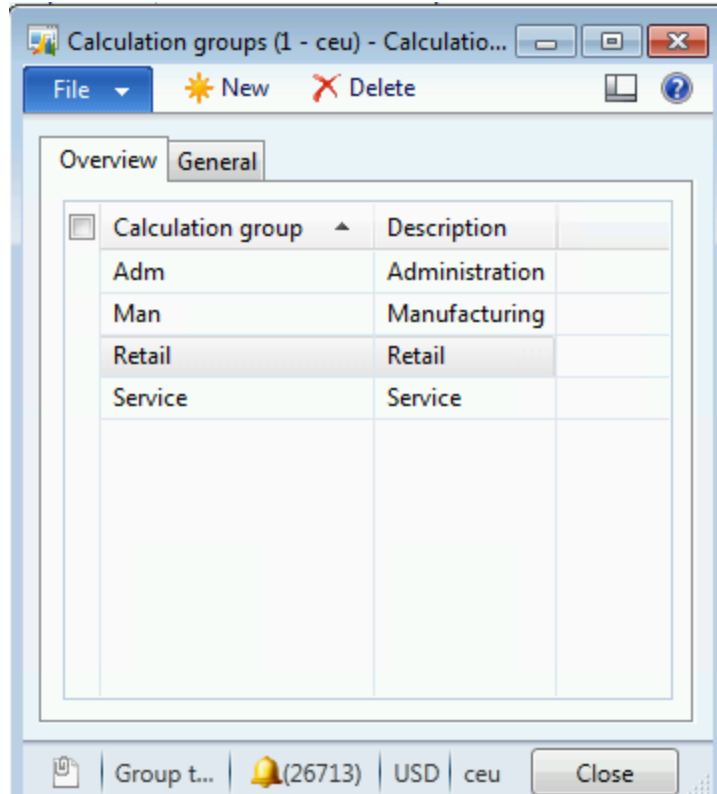 Calculation groups (1 - ceu) - Calculatio...
File New Delete
Overview General
Calculation group Description
Adm Administration
Man Manufacturing
Retail Retail
Service Service
Group t... (26713) USD ceu Close